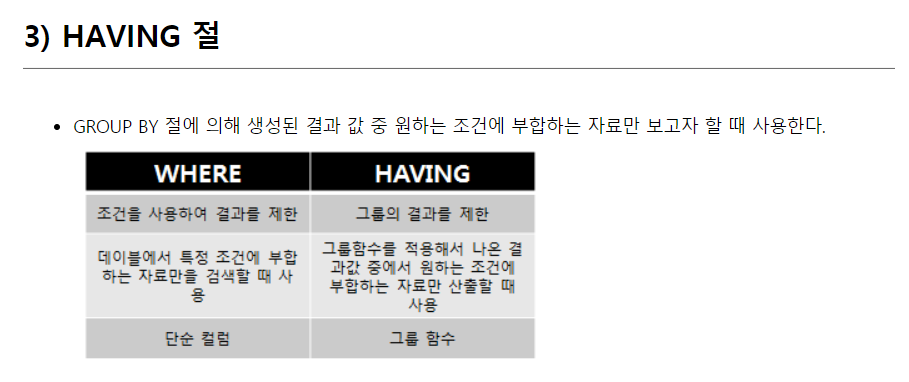 3) HAVING 절
• GROUP BY 절에 의해 생성된 결과 값 중 원하는 조건에 부합하는 자료만 보고자 할 때 사용한다.
WHERE HAVING
조건을 사용하여 결과를 제한 그룹의 결과를 제한
데이블에서 특정 조건에 부합
하는 자료만을 검색할 때 사
용
그룹함수를 적용해서 나온 결
과값 중에서 원하는 조건에
부합하는 자료만 산출할 때
사용
단순 컬럼 그룹 함수